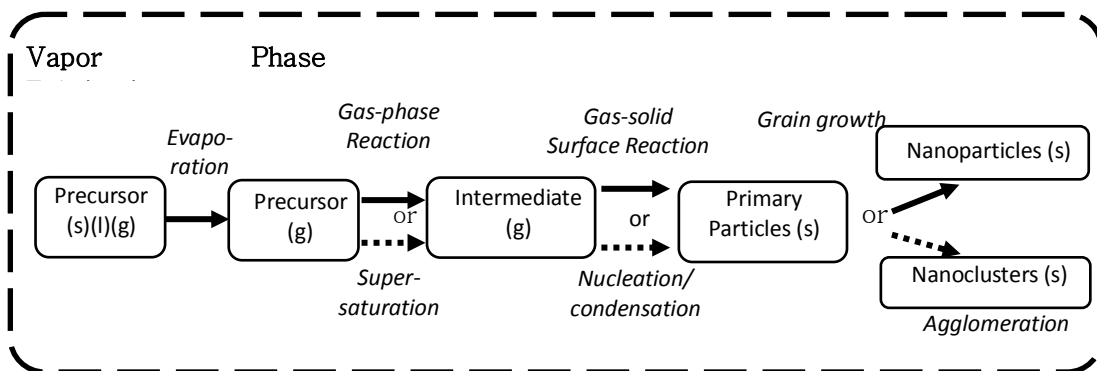 Vapor Phase
Gas-phase
Reaction
Gas-solid
Surface Reaction
Grain growth
Evapo-
ration
Nanoparticles (s)
Precursor
(s)(l)(g)
Precursor
(g)
or
Intermediate
(g)
or
Primary
Particles (s)
or
Super-
saturation
Nucleation/
condensation
Nanoclusters (s)
Agglomeration